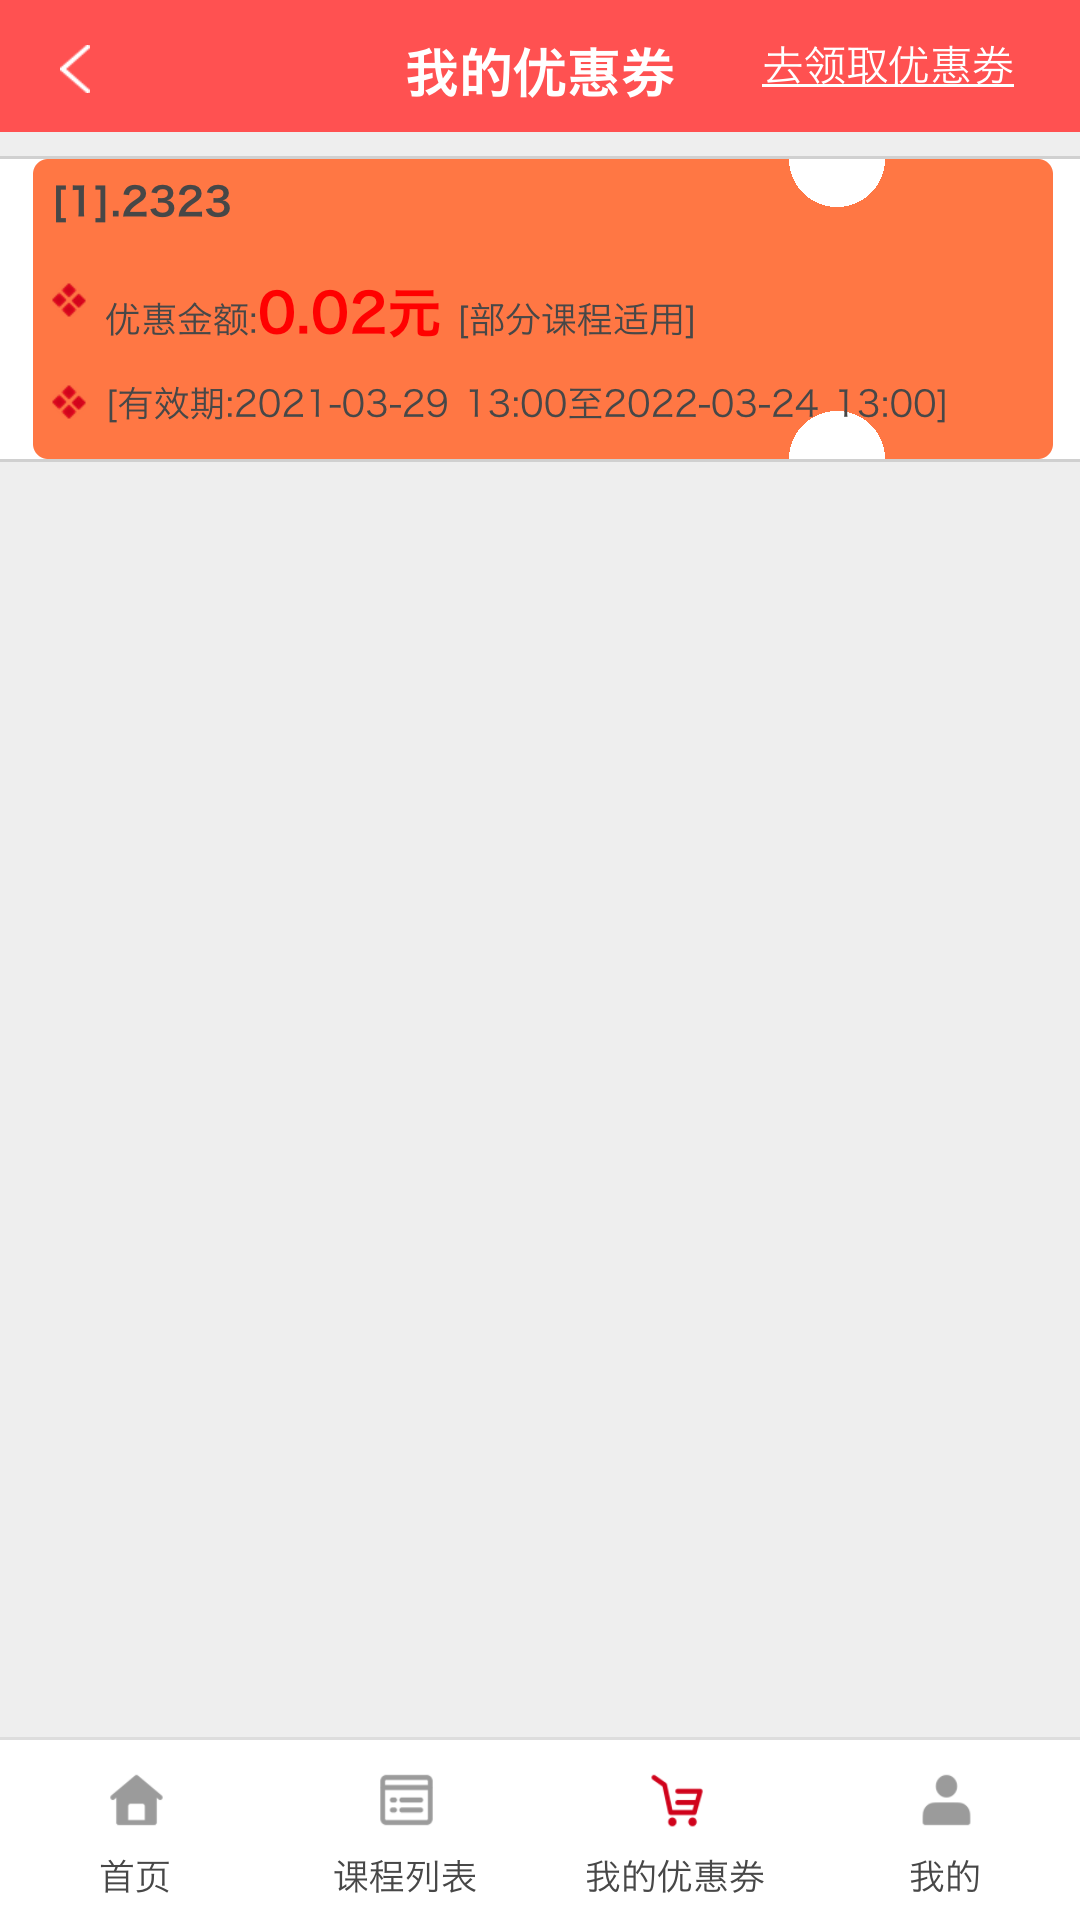 我的优惠券
去领取优惠券
[1].2323
优惠金额:0.02元 [部分课程适用]
[有效期:2021-03-29 13:00至2022-03-24 13:00]
首页
课程列表
我的优惠券
我的